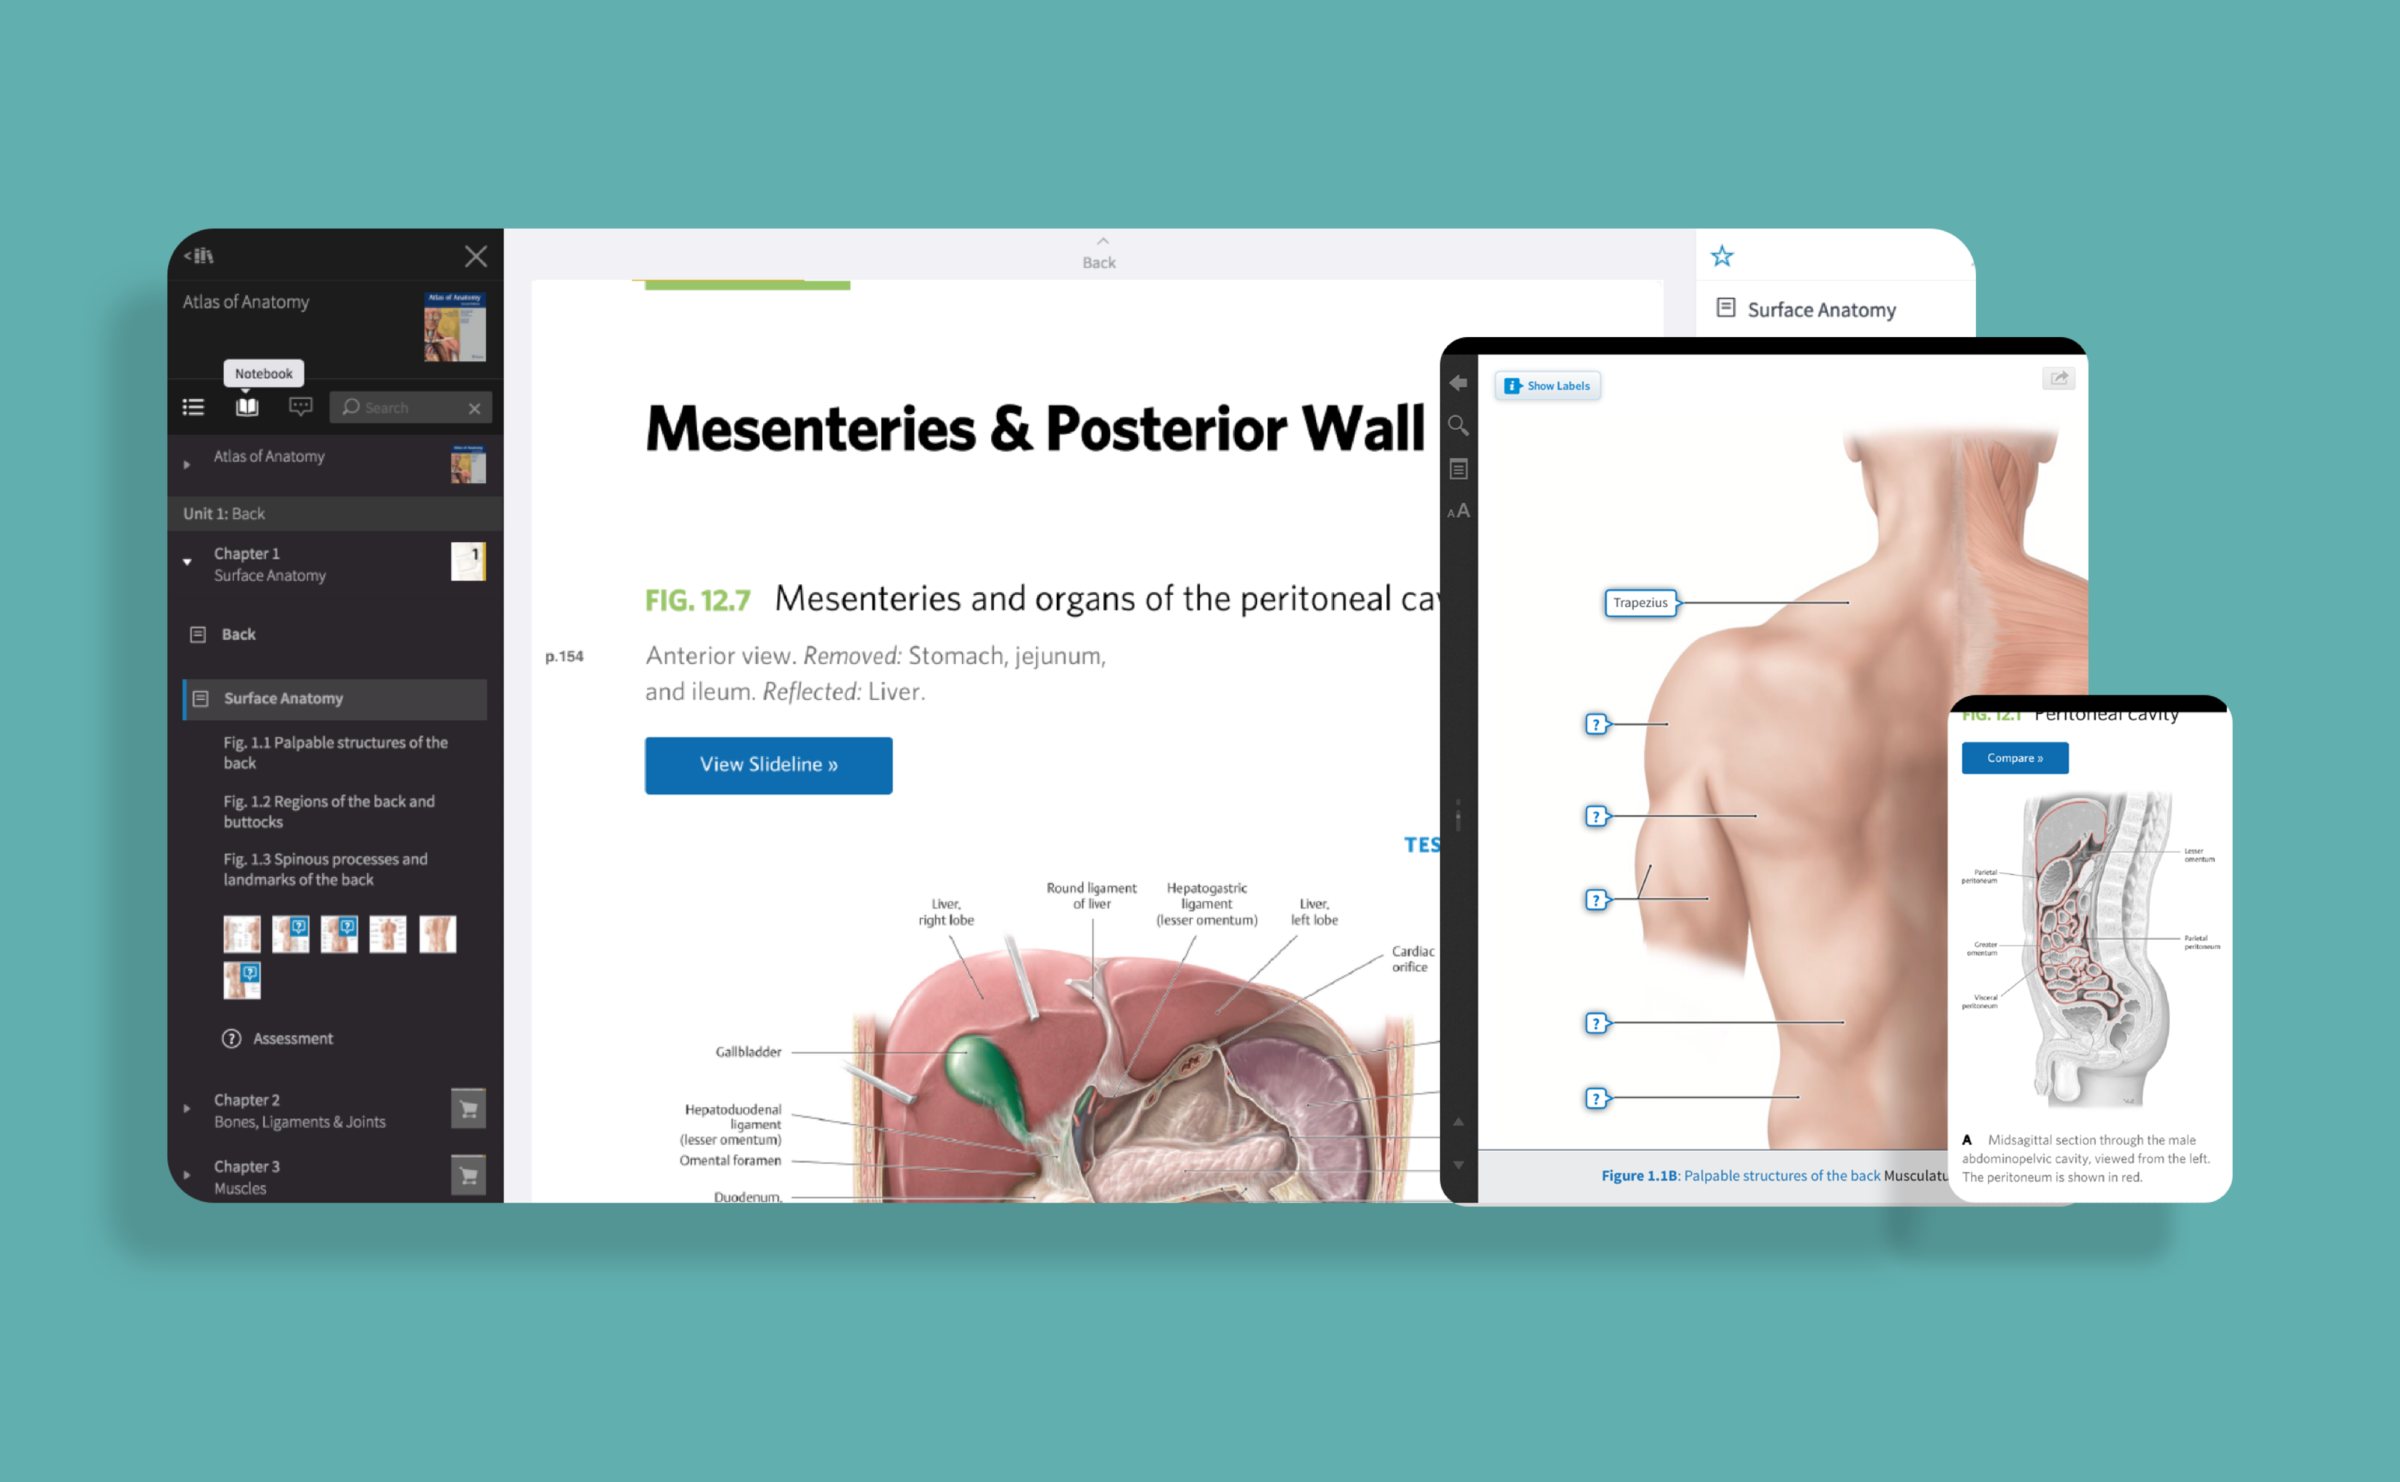 Atlas of Anatomy
Atlas of Anatomy
Notebook
Search
Atlas of Anatomy
Unit 1: Back
Chapter 1
Surface Anatomy
1
Back
Surface Anatomy
Fig. 1.1 Palpable structures of the
back
Fig. 1.2 Regions of the back and
buttocks
Fig. 1.3 Spinous processes and
landmarks of the back
?
?
?
? Assessment
Chapter 2
Bones, Ligaments & Joints
Chapter 3
Muscles
Back
Mesenteries & Posterior Wall
FIG. 12.7 Mesenteries and organs of the peritoneal cav
p.154
Anterior view. Removed: Stomach, jejunum,
and ileum. Reflected: Liver.
View Slideline »
TES
Liver,
right lobe
Round ligament
of liver
Hepatogastric
ligament
(lesser omentum)
Liver,
left lobe
Cardiac
orifice
Gallbladder
Hepatoduodenal
ligament
(lesser omentum)
Omental foramen
Duodenum,
Surface Anatomy
AA
i Show Labels
Trapezius
?
?
?
?
?
Figure 1.1B: Palpable structures of the back Musculatu
FIG. 12.1 Peritoneal cavity
Compare »
Lesser
omentum
Parietal
peritoneum
Greater
omentum
Parietal
peritoneum
Visceral
peritoneum
A Midsagittal section through the male
abdominopelvic cavity, viewed from the left.
The peritoneum is shown in red.